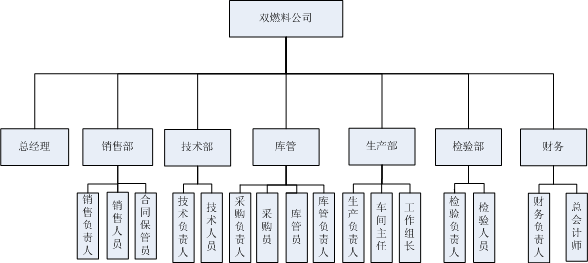 双燃料公司
总经理
销售部
技术部
库管
生产部
检验部
财务
销售负责人
销售人员
合同保管员
技术负责人
技术人员
采购负责人
采购员
库管员
库管负责人
生产负责人
车间主任
工作组长
检验负责人
检验人员
财务负责人
总会计师